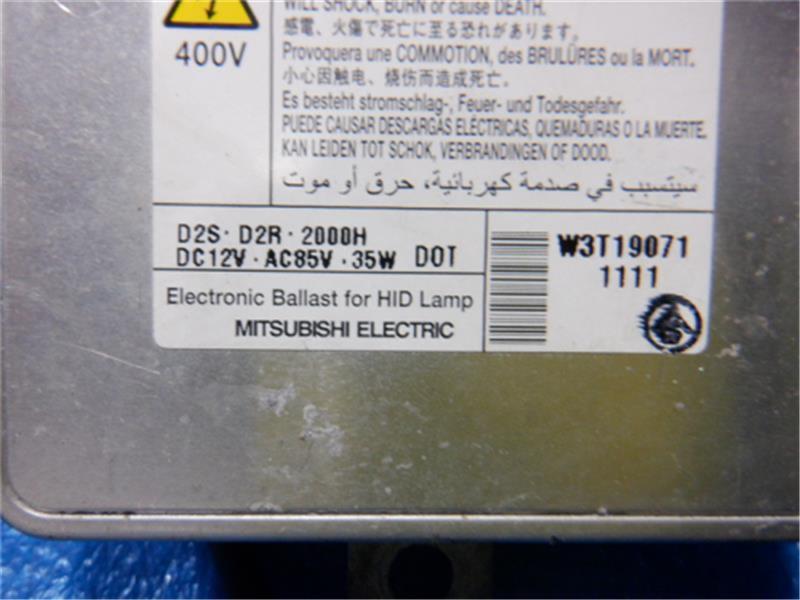 WILL SHOCK, BURN or cause DEATH.
感電、火傷で死亡に至る恐れがあります。
Provoquera une COMMOTION, des BRULÛRES ou la MORT.
小心因触电、烧伤而造成死亡。
Es besteht stromschlag-, Feuer- und Todesgefahr.
PUEDE CAUSAR DESCARGAS ELÉCTRICAS, QUEMADURAS O LA MUERTE.
KAN LEIDEN TOT SCHOK, VERBRANDINGEN OF DOOD.
سيتسبب في صدمة كهربائية، حرق أو موت
400V
D2S · D2R · 2000H
DC12V · AC85V · 35W DOT
Electronic Ballast for HID Lamp
MITSUBISHI ELECTRIC
W3T19071
1111